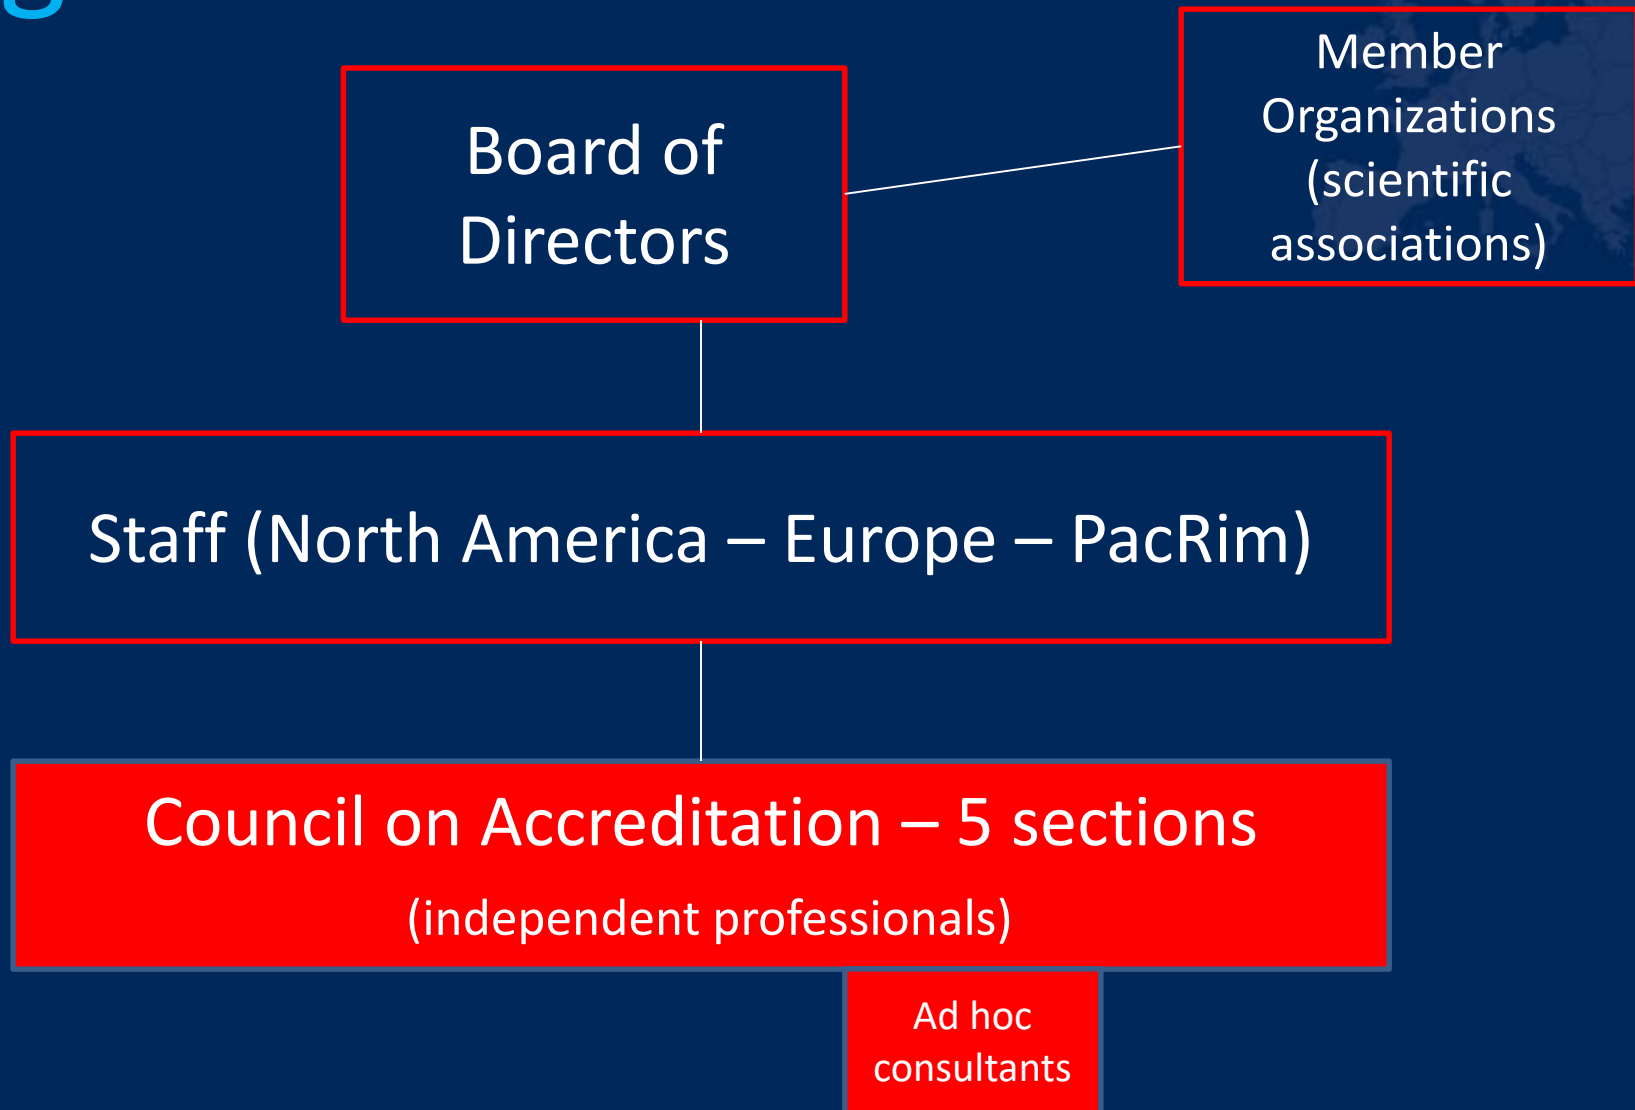 Board of
Directors
Member
Organizations
(scientific
associations)
Staff (North America – Europe – PacRim)
Council on Accreditation – 5 sections
(independent professionals)
Ad hoc
consultants